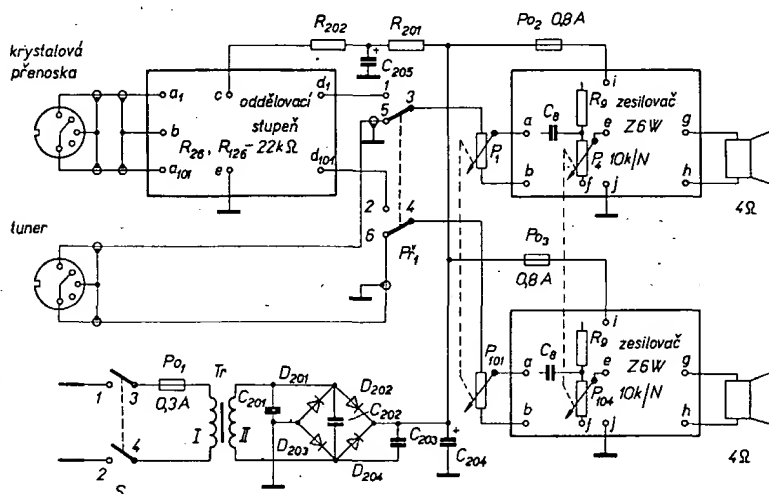 R202
R201
Po2 0,8A
krystalová
přenoska
C205
+
a1
c
oddělovací
d1
1
3
i
R9
zesilovač
Z6W
b
stupeň
5
a
C8
e
g
R26, R126-22kΩ
P1
P4
10k/N
a101
e
d101
b
f
j
h
2
4
4Ω
tuner
6
Př1
Po3
0,8A
i
R9
zesilovač
Z6W
Tr
P101
a
C8
e
g
Po1
D201
D202
10k/N
1
3
0,3A
C201
C202
b
P104
I
II
f
j
h
4
D203
C203
+
2
D204
C204
4Ω
S